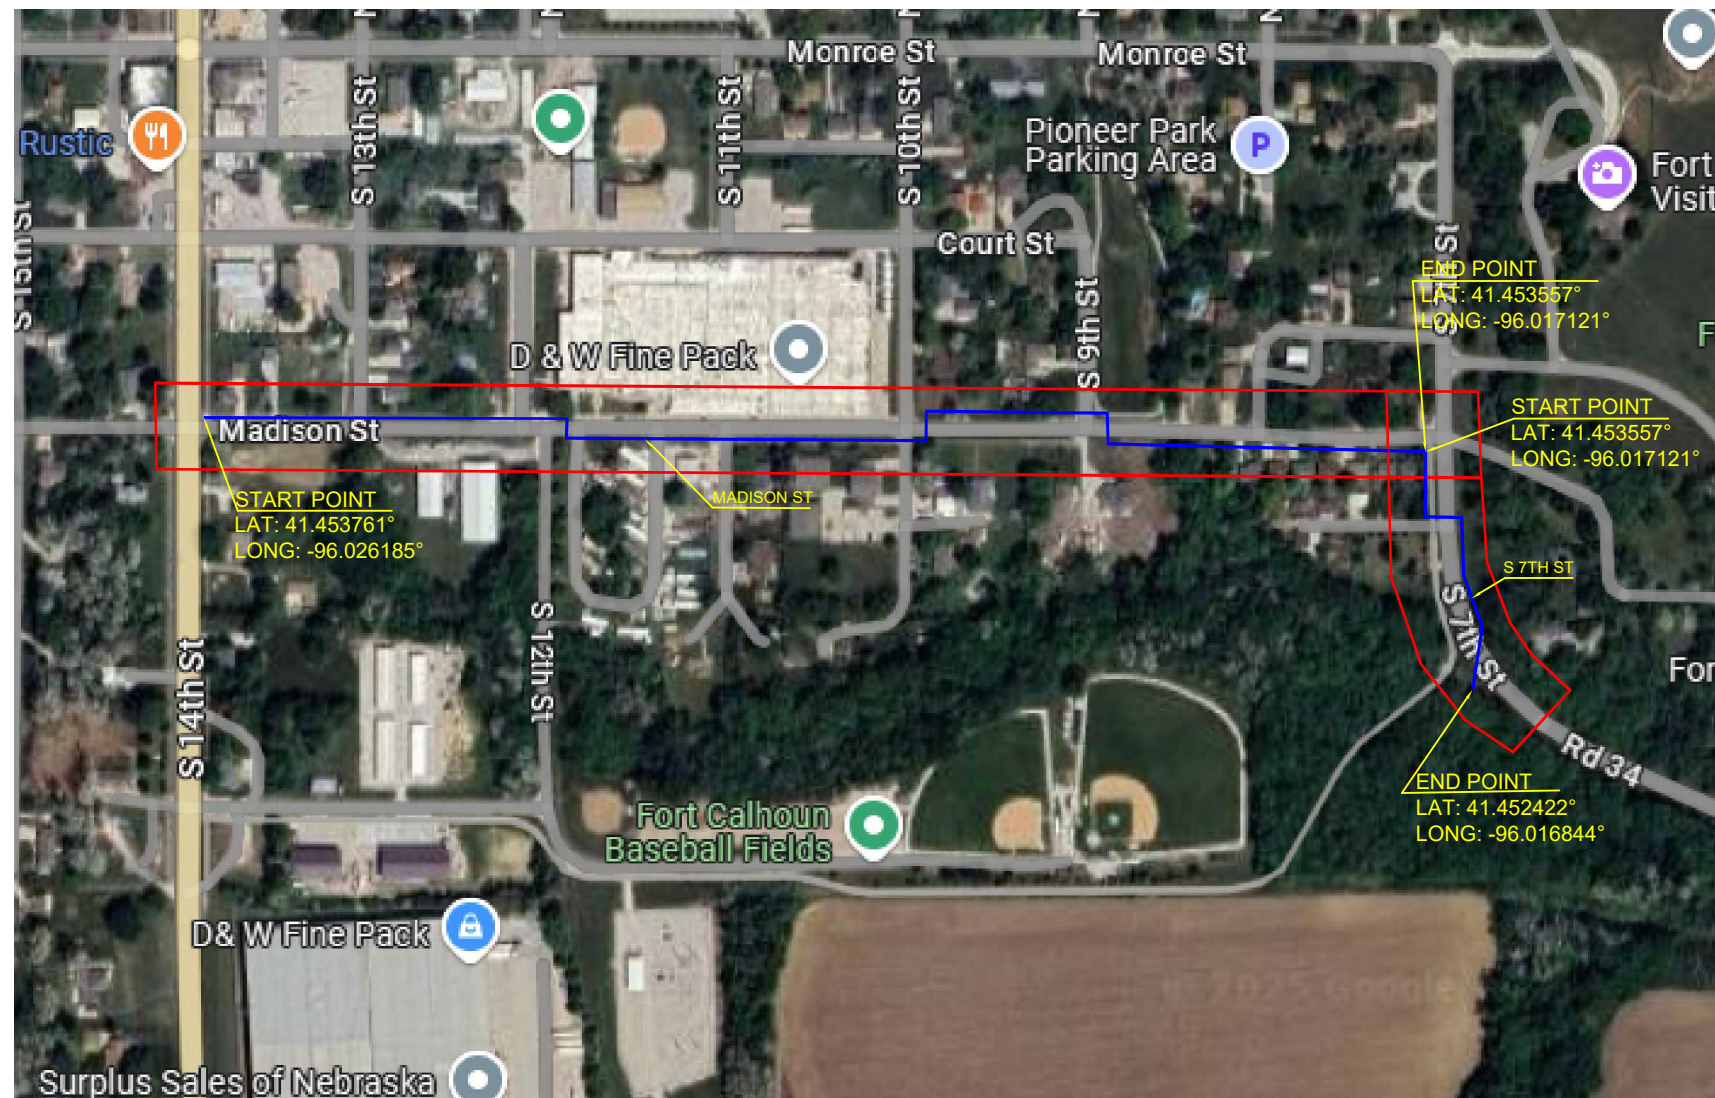 Monroe St
Monroe St
S 13th St
S 11th St
S 10th St
Rustic
Pioneer Park
Parking Area
Fort
Visit
S 15th St
Court St
S 9th St
END POINT
LAT: 41.453557°
LONG: -96.017121°
D & W Fine Pack
START POINT
LAT: 41.453557°
LONG: -96.017121°
Madison St
START POINT
LAT: 41.453761°
LONG: -96.026185°
MADISON ST
S 7TH ST
S 7th St
S 12th St
S 14th St
For
Rd 34
END POINT
LAT: 41.452422°
LONG: -96.016844°
Fort Calhoun
Baseball Fields
D& W Fine Pack
© 2025 Google
Surplus Sales of Nebraska